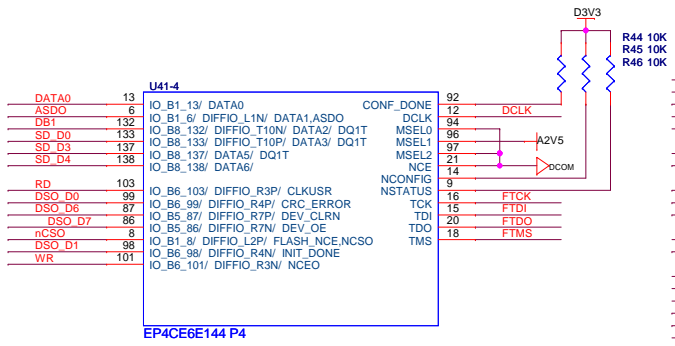 D3V3
R44 10K
R45 10K
R46 10K
U41-4
DATA0 13 IO_B1_13/ DATA0 CONF_DONE 92
ASDO 6 IO_B1_6/ DIFFIO_L1N/ DATA1,ASDO DCLK 12 DCLK
DB1 132 IO_B8_132/ DIFFIO_T10N/ DATA2/ DQ1T MSEL0 94
SD_D0 133 IO_B8_133/ DIFFIO_T10P/ DATA3/ DQ1T MSEL1 96 A2V5
SD_D3 137 IO_B8_137/ DATA5/ DQ1T MSEL2 97
SD_D4 138 IO_B8_138/ DATA6/ NCE 21 DCOM
NCONFIG 14
RD 103 IO_B6_103/ DIFFIO_R3P/ CLKUSR NSTATUS 9
DSO_D0 99 IO_B6_99/ DIFFIO_R4P/ CRC_ERROR TCK 16 FTCK
DSO_D6 87 IO_B5_87/ DIFFIO_R7P/ DEV_CLRN TDI 15 FTDI
DSO_D7 86 IO_B5_86/ DIFFIO_R7N/ DEV_OE TDO 20 FTDO
nCSO 8 IO_B1_8/ DIFFIO_L2P/ FLASH_NCE,NCSO TMS 18 FTMS
DSO_D1 98 IO_B6_98/ DIFFIO_R4N/ INIT_DONE
WR 101 IO_B6_101/ DIFFIO_R3N/ NCEO
EP4CE6E144 P4